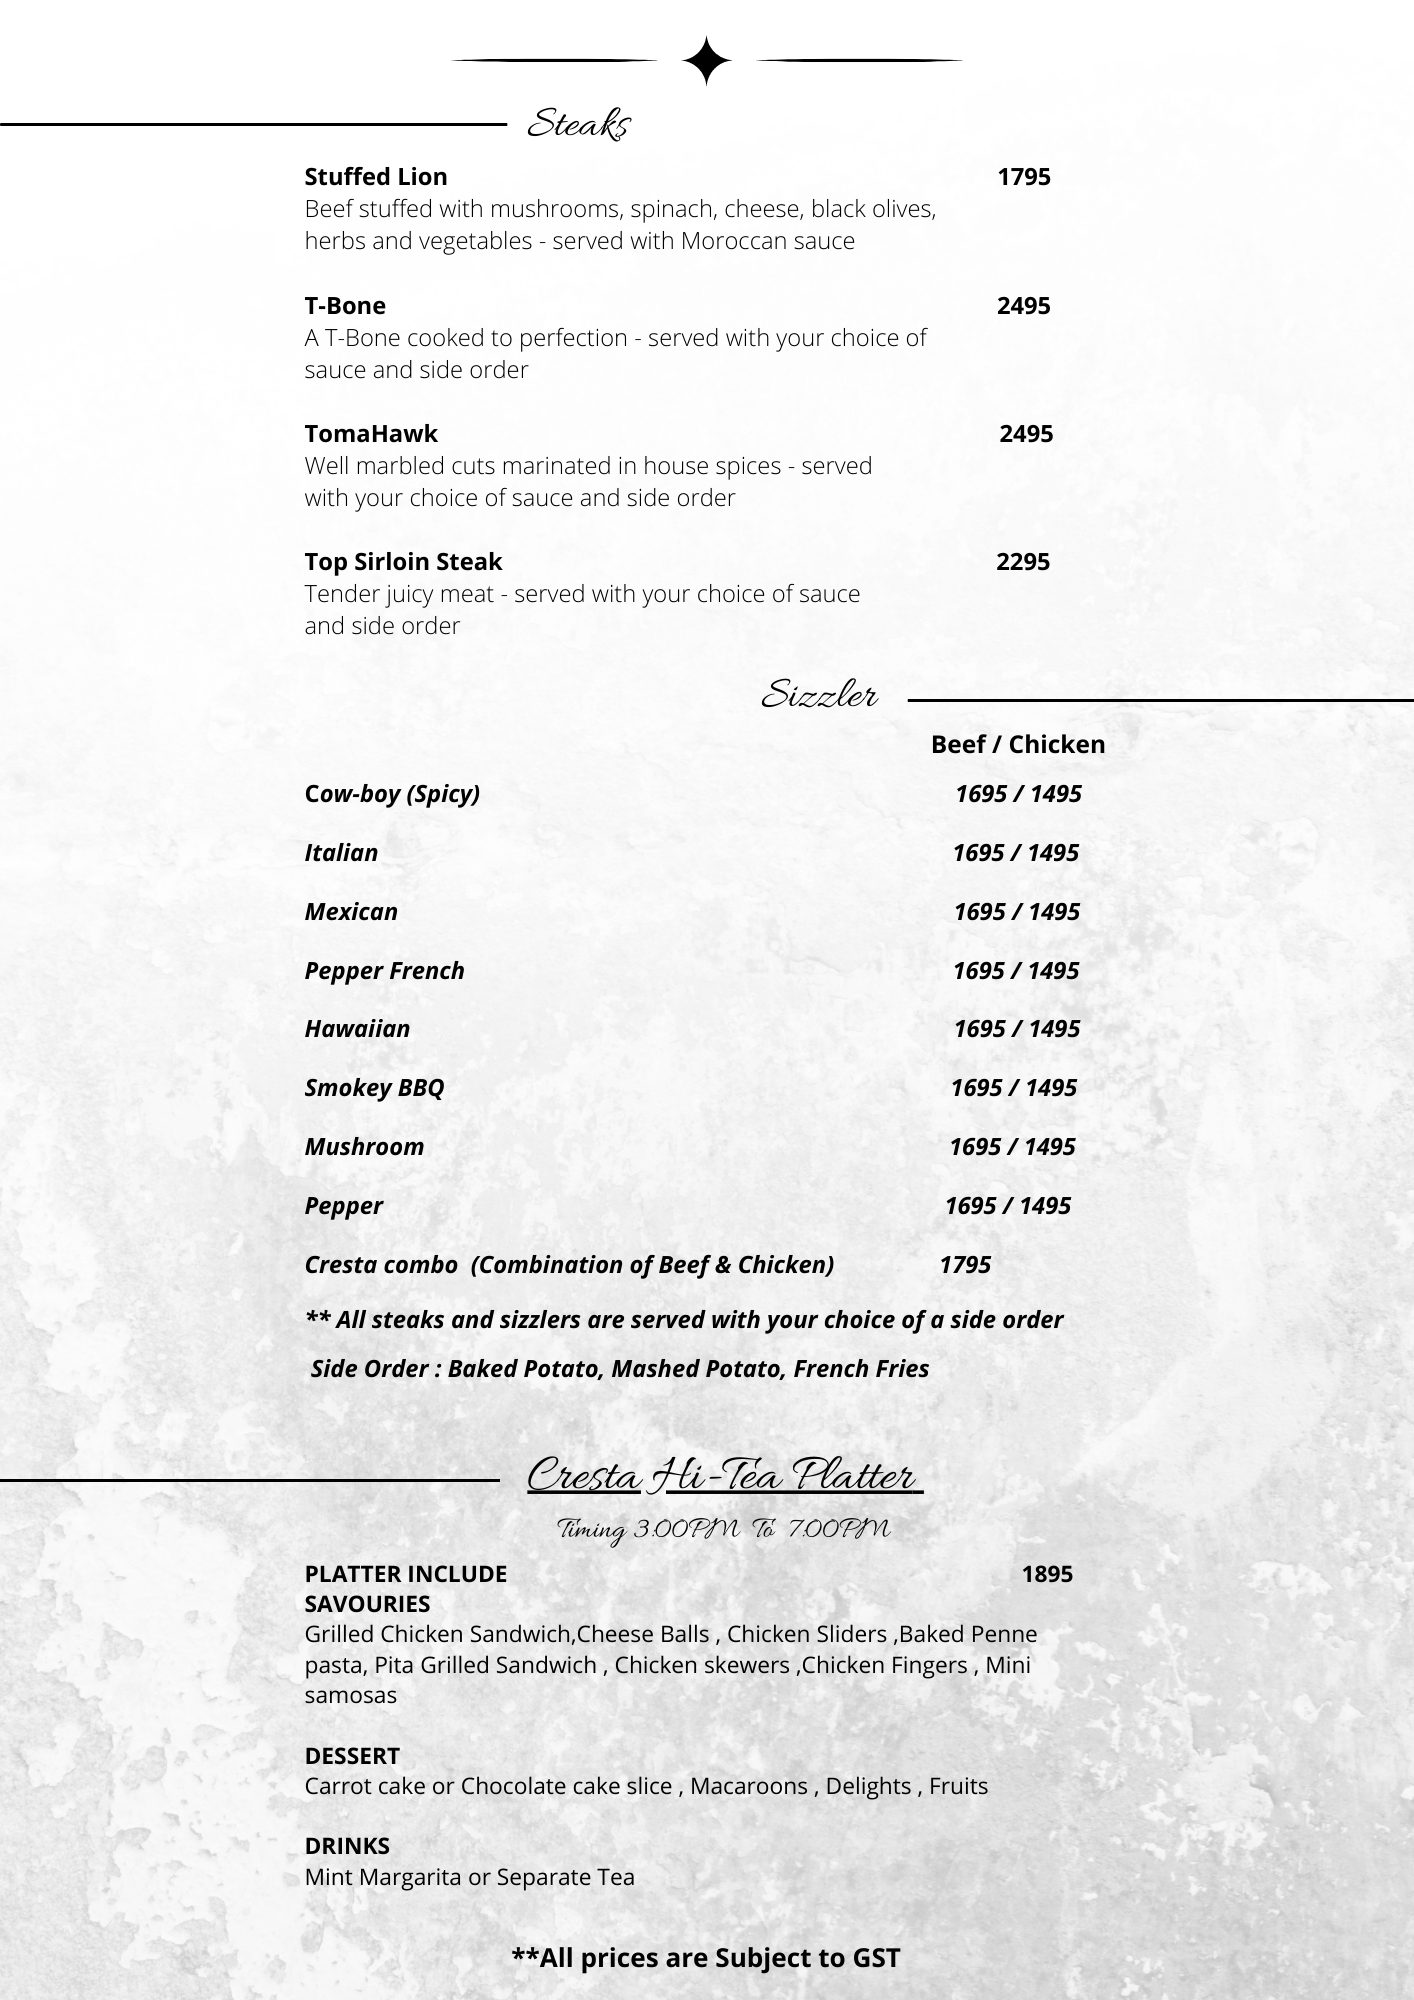 Steaks
Stuffed Lion 1795
Beef stuffed with mushrooms, spinach, cheese, black olives,
herbs and vegetables - served with Moroccan sauce
T-Bone 2495
A T-Bone cooked to perfection - served with your choice of
sauce and side order
TomaHawk 2495
Well marbled cuts marinated in house spices - served
with your choice of sauce and side order
Top Sirloin Steak 2295
Tender juicy meat - served with your choice of sauce
and side order
Sizzler
Beef / Chicken
Cow-boy (Spicy) 1695 / 1495
Italian 1695 / 1495
Mexican 1695 / 1495
Pepper French 1695 / 1495
Hawaiian 1695 / 1495
Smokey BBQ 1695 / 1495
Mushroom 1695 / 1495
Pepper 1695 / 1495
Cresta combo (Combination of Beef & Chicken) 1795
** All steaks and sizzlers are served with your choice of a side order
Side Order : Baked Potato, Mashed Potato, French Fries
Cresta Hi-Tea Platter
Timing 3:00PM To 7:00PM
PLATTER INCLUDE 1895
SAVOURIES
Grilled Chicken Sandwich,Cheese Balls , Chicken Sliders ,Baked Penne
pasta, Pita Grilled Sandwich , Chicken skewers ,Chicken Fingers , Mini
samosas
DESSERT
Carrot cake or Chocolate cake slice , Macaroons , Delights , Fruits
DRINKS
Mint Margarita or Separate Tea
**All prices are Subject to GST